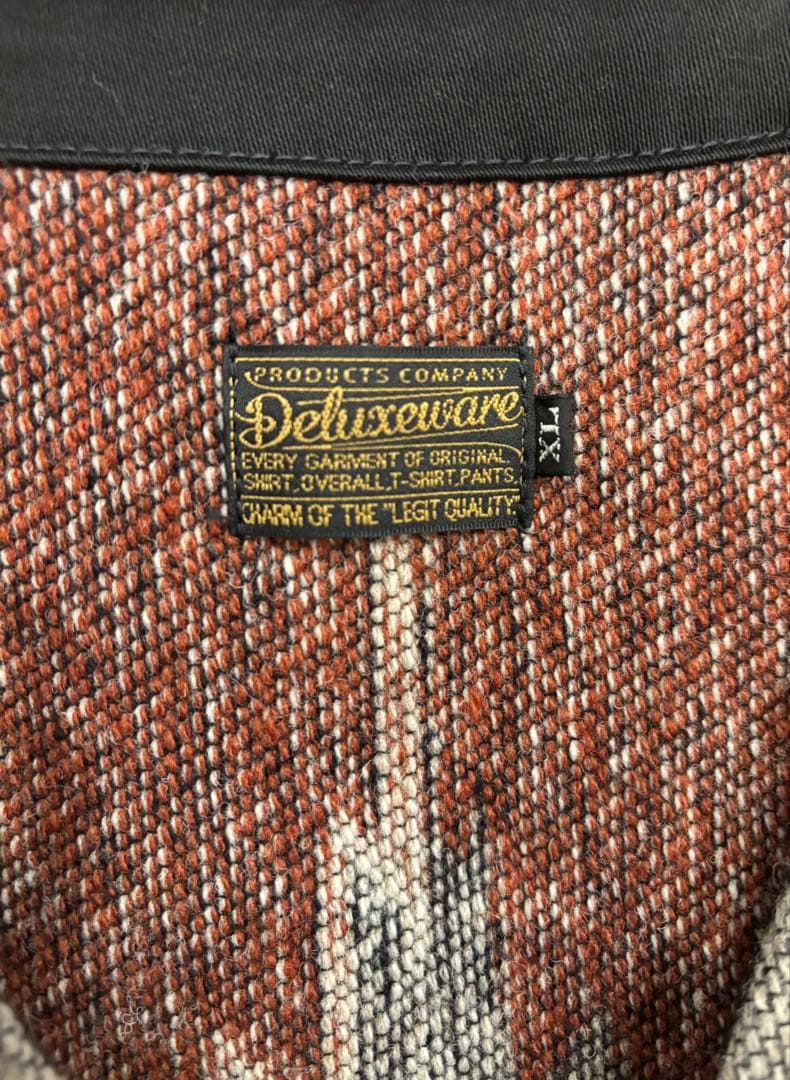 PRODUCTS COMPANY
Deluxeware
EVERY GARMENT OF ORIGINAL
SHIRT, OVERALL, T-SHIRT, PANTS,
CHARM OF THE "LEGIT QUALITY"
XL